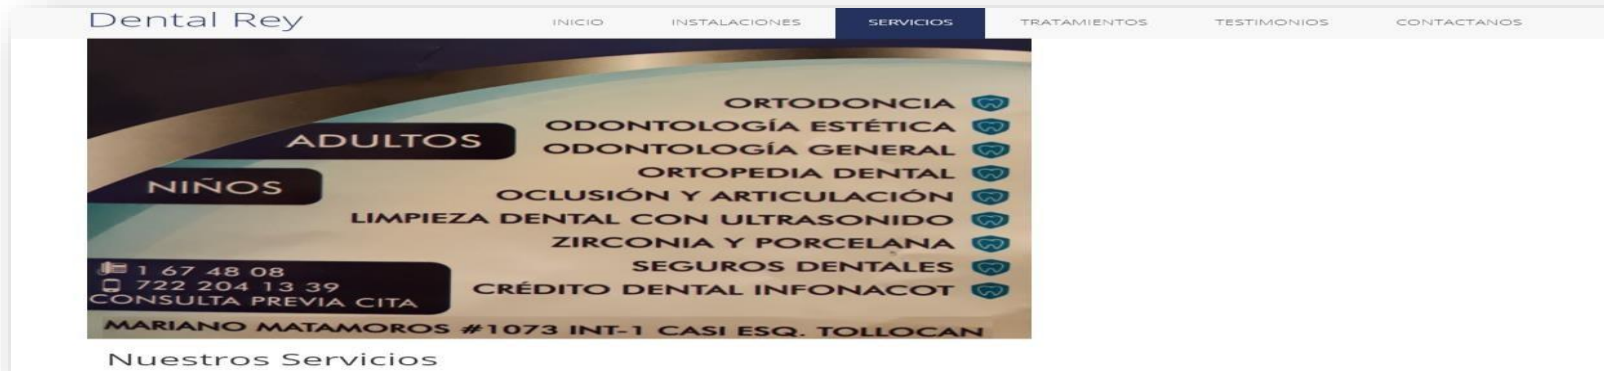 Dental Rey
INICIO INSTALACIONES SERVICIOS TRATAMIENTOS TESTIMONIOS CONTACTANOS
ADULTOS
NIÑOS
ORTODONCIA
ODONTOLOGÍA ESTÉTICA
ODONTOLOGÍA GENERAL
ORTOPEDIA DENTAL
OCLUSIÓN Y ARTICULACIÓN
LIMPIEZA DENTAL CON ULTRASONIDO
ZIRCONIA Y PORCELANA
SEGUROS DENTALES
CRÉDITO DENTAL INFONACOT
1 67 48 08
722 204 13 39
CONSULTA PREVIA CITA
MARIANO MATAMOROS #1073 INT-1 CASI ESQ. TOLLOCAN
Nuestros Servicios